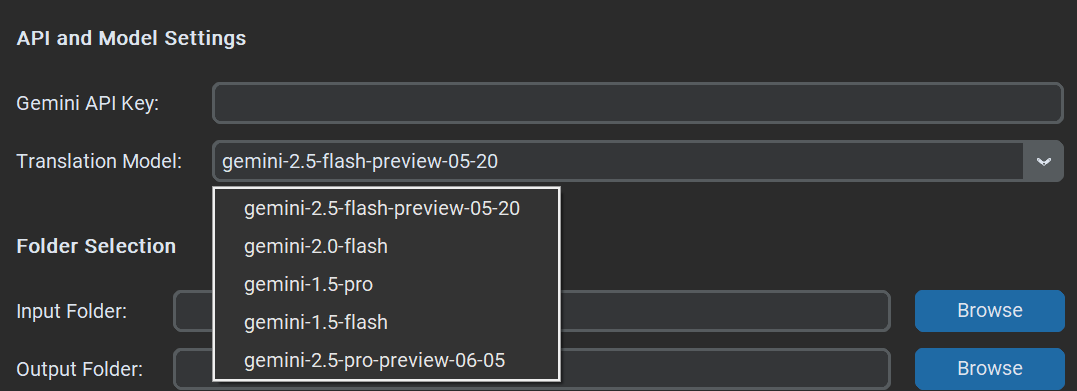 API and Model Settings
Gemini API Key:
Translation Model: gemini-2.5-flash-preview-05-20
gemini-2.5-flash-preview-05-20
gemini-2.0-flash
gemini-1.5-pro
gemini-1.5-flash
gemini-2.5-pro-preview-06-05
Folder Selection
Input Folder: Browse
Output Folder: Browse